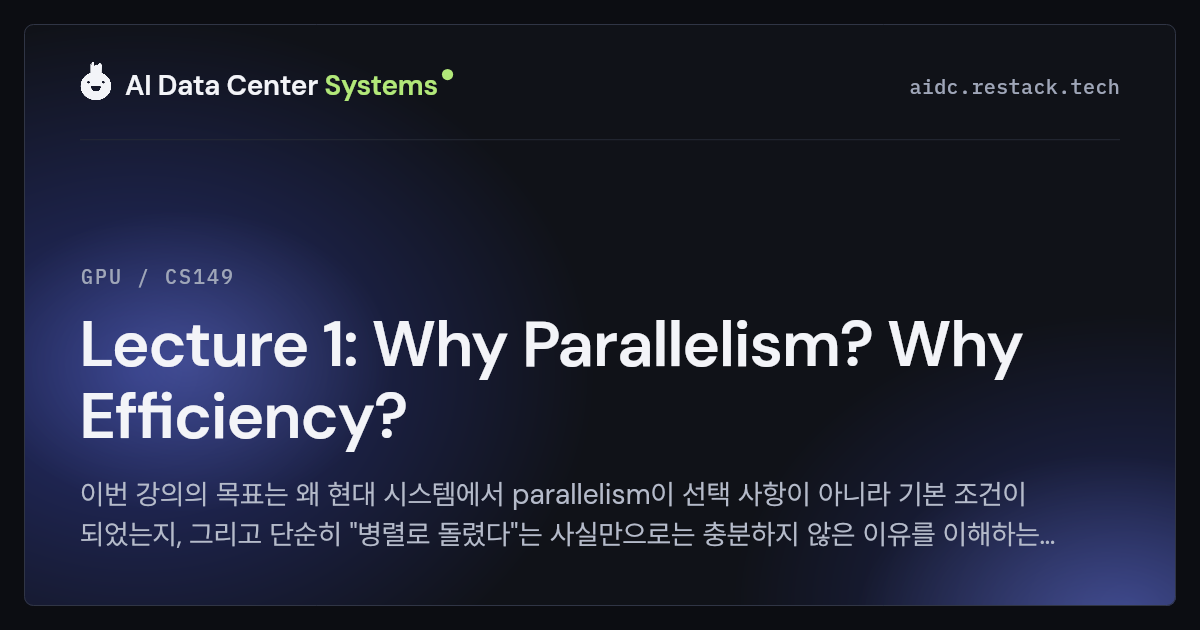 AI Data Center Systems
aidc.restack.tech
GPU / CS149
Lecture 1: Why Parallelism? Why
Efficiency?
이번 강의의 목표는 왜 현대 시스템에서 parallelism이 선택 사항이 아니라 기본 조건이
되었는지, 그리고 단순히 "병렬로 돌렸다"는 사실만으로는 충분하지 않은 이유를 이해하는...